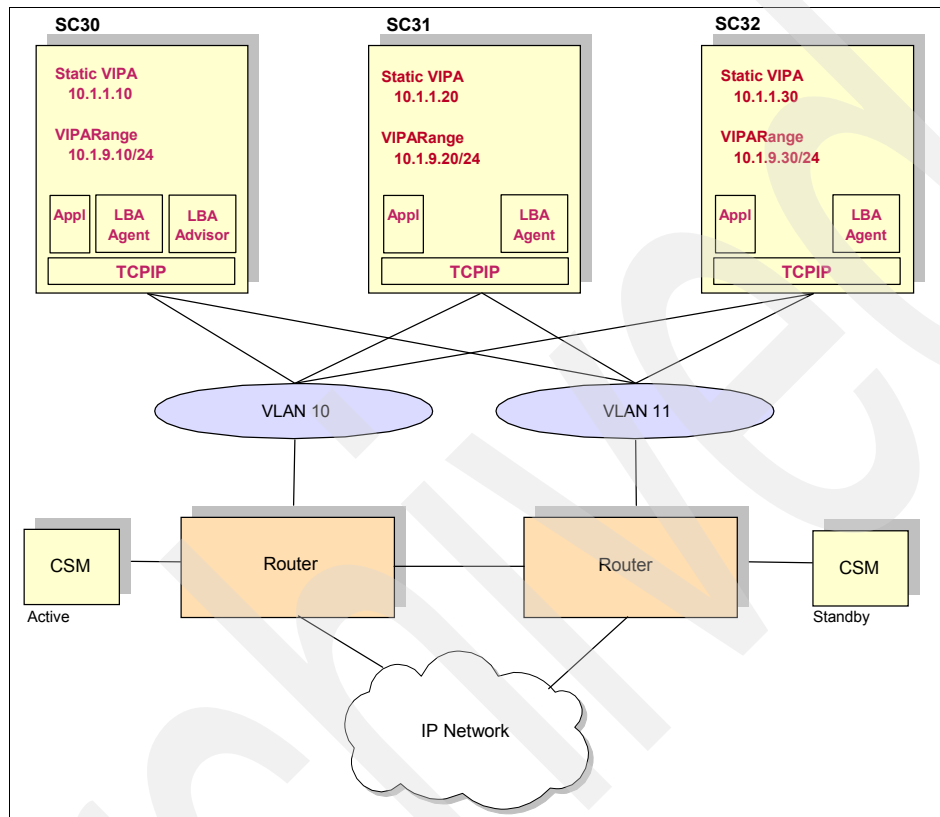 SC30
SC31
SC32
Static VIPA
10.1.1.10
VIPARange
10.1.9.10/24
Appl
LBA
Agent
LBA
Advisor
TCPIP
Static VIPA
10.1.1.20
VIPARange
10.1.9.20/24
Appl
LBA
Agent
TCPIP
Static VIPA
10.1.1.30
VIPARange
10.1.9.30/24
Appl
LBA
Agent
TCPIP
VLAN 10
VLAN 11
CSM
Active
Router
Router
CSM
Standby
IP Network